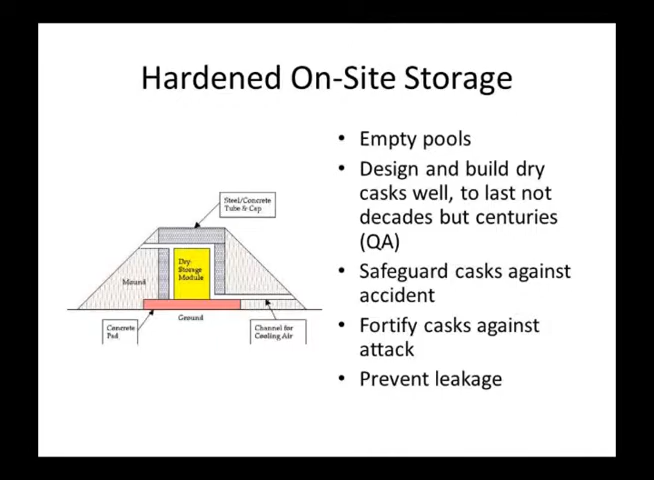 Hardened On-Site Storage
• Empty pools
• Design and build dry
casks well, to last not
decades but centuries
(QA)
• Safeguard casks against
accident
• Fortify casks against
attack
• Prevent leakage
Steel/Concrete
Tube & Cap
Dry-
Storage
Module
Mound
Ground
Concrete
Pad
Channel for
Cooling Air